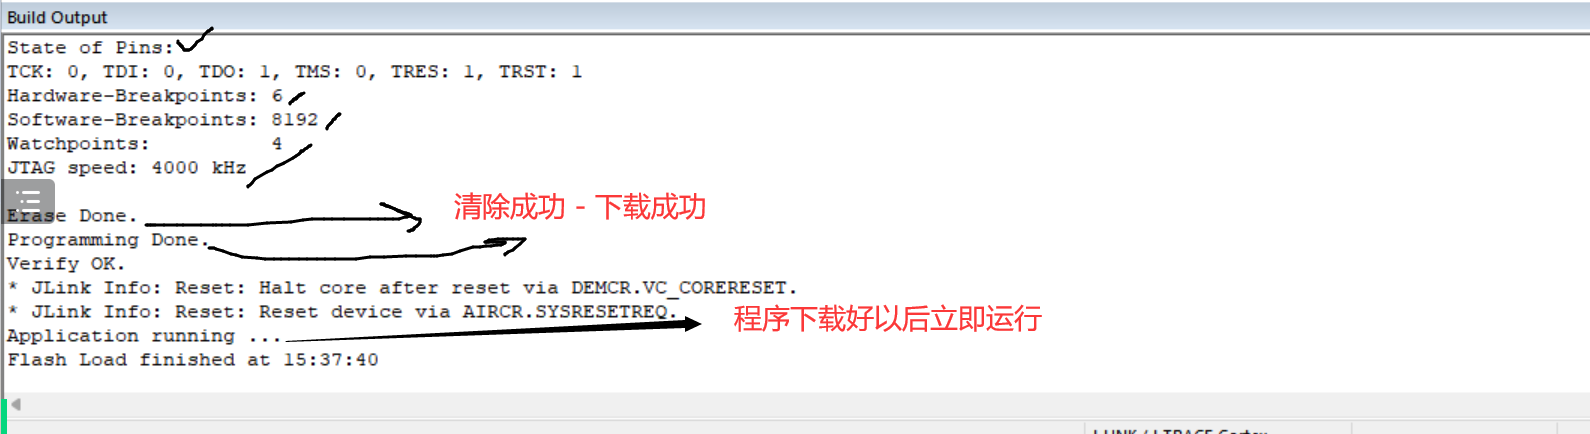 Build Output
State of Pins:
TCK: 0, TDI: 0, TDO: 1, TMS: 0, TRES: 1, TRST: 1
Hardware-Breakpoints: 6
Software-Breakpoints: 8192
Watchpoints: 4
JTAG speed: 4000 kHz
Erase Done.
清除成功 - 下载成功
Programming Done.
Verify OK.
* JLink Info: Reset: Halt core after reset via DEMCR.VC_CORERESET.
* JLink Info: Reset: Reset device via AIRCR.SYSRESETREQ.
程序下载好以后立即运行
Application running ...
Flash Load finished at 15:37:40